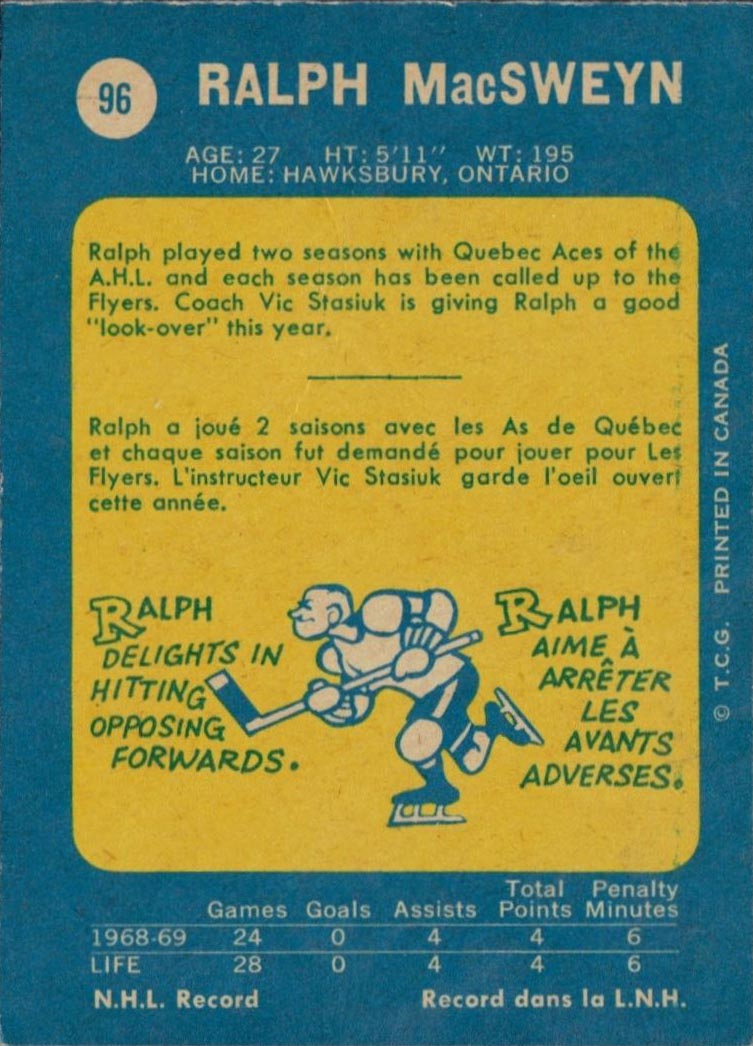 96
RALPH MacSWEYN
AGE: 27 HT: 5'11'' WT: 195
HOME: HAWKSBURY, ONTARIO
Ralph played two seasons with Quebec Aces of the
A.H.L. and each season has been called up to the
Flyers. Coach Vic Stasiuk is giving Ralph a good
"look-over" this year.
Ralph a joué 2 saisons avec les As de Québec
et chaque saison fut demandé pour jouer pour Les
Flyers. L'instructeur Vic Stasiuk garde l'oeil ouvert
cette année.
RALPH
DELIGHTS IN
HITTING
OPPOSING
FORWARDS.
RALPH
AIME À
ARRÊTER
LES
AVANTS
ADVERSES.
© T.C.G. PRINTED IN CANADA
Total Penalty
Games Goals Assists Points Minutes
1968-69 24 0 4 4 6
LIFE 28 0 4 4 6
N.H.L. Record Record dans la L.N.H.